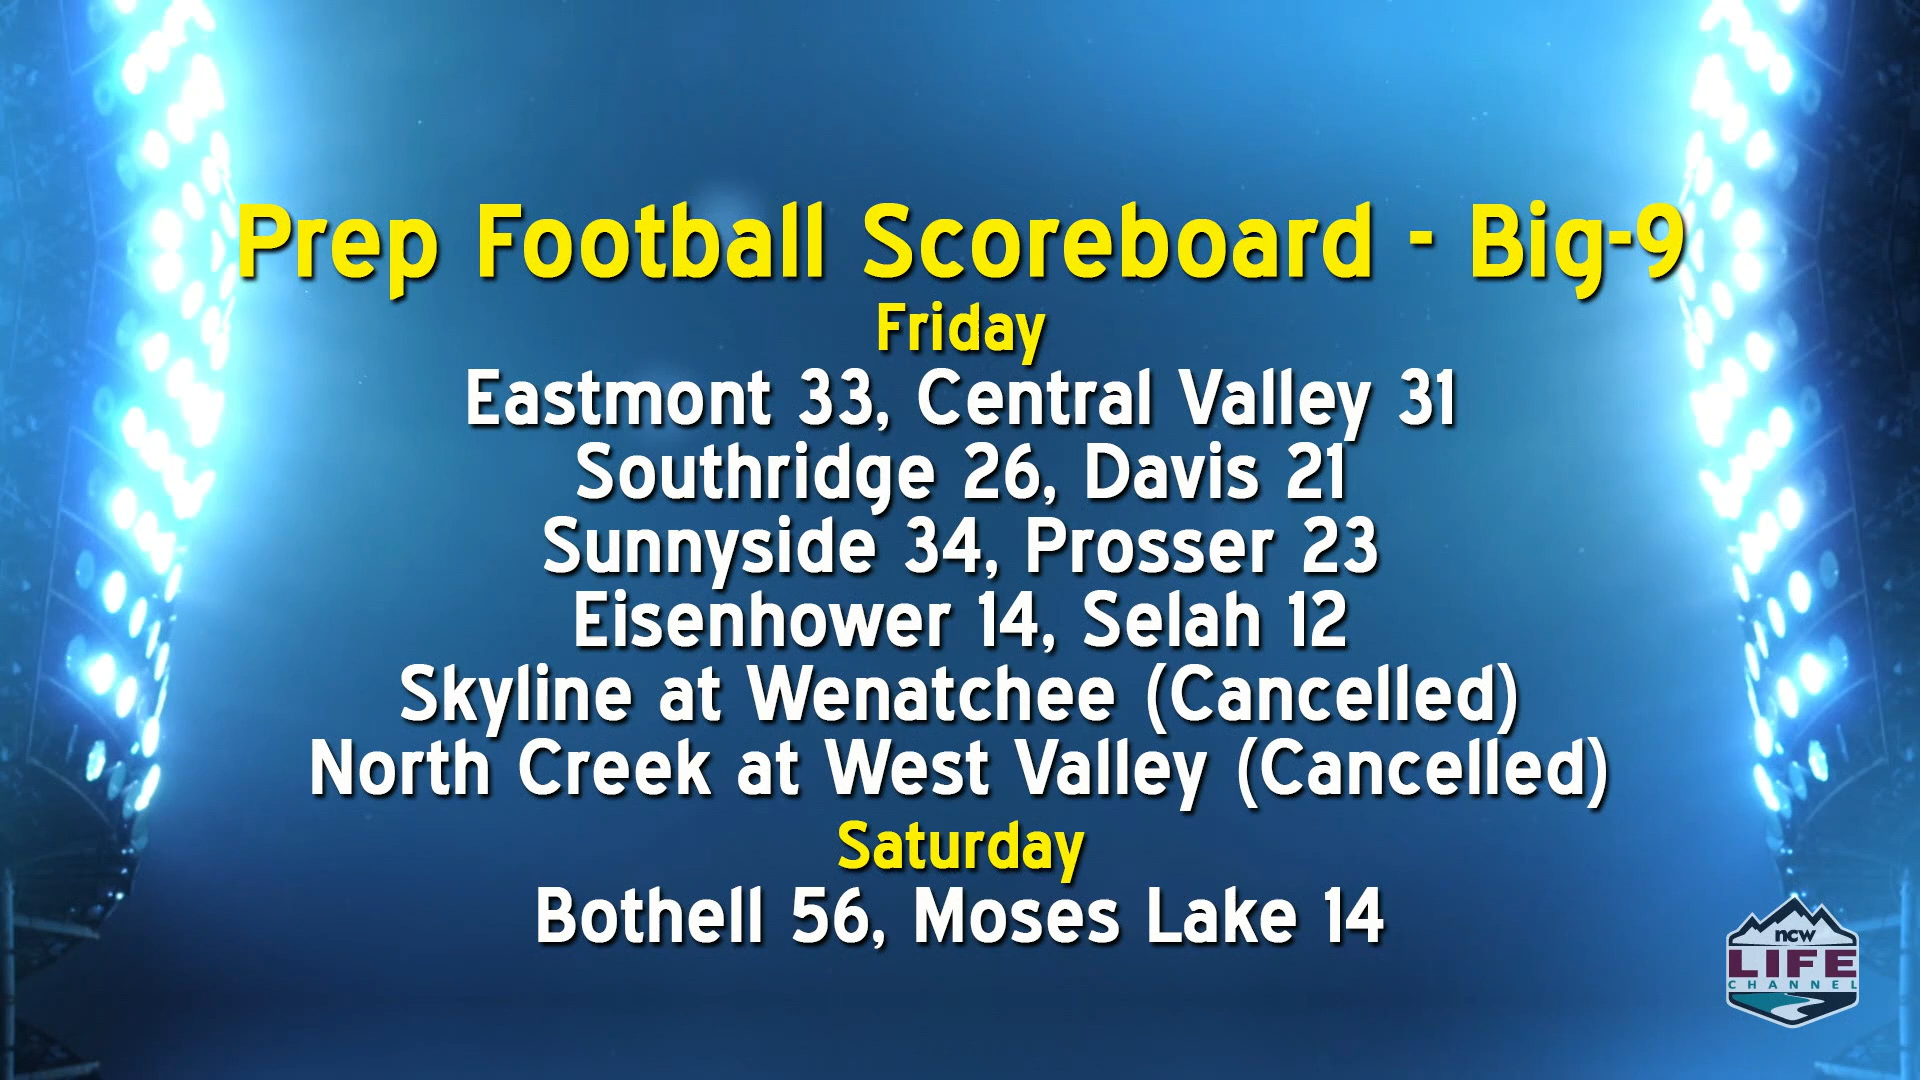 Prep Football Scoreboard - Big-9
Friday
Eastmont 33, Central Valley 31
Southridge 26, Davis 21
Sunnyside 34, Prosser 23
Eisenhower 14, Selah 12
Skyline at Wenatchee (Cancelled)
North Creek at West Valley (Cancelled)
Saturday
Bothell 56, Moses Lake 14
ncw
LIFE
CHANNEL